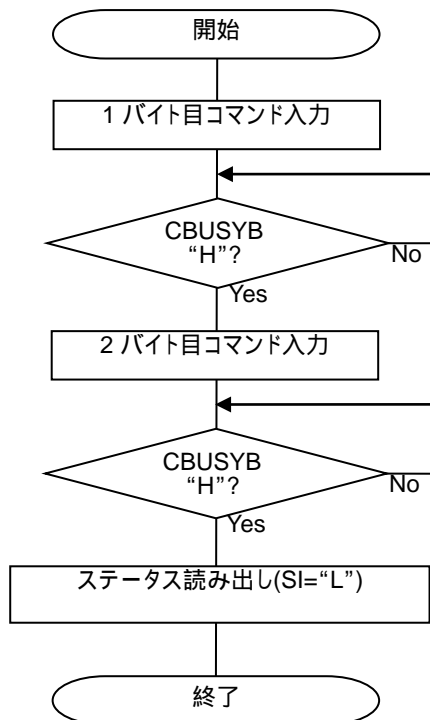 開始
1 バイト目コマンド入力
CBUSYB
“H”?
No
Yes
2 バイト目コマンド入力
CBUSYB
“H”?
No
Yes
ステータス読み出し(SI=“L”)
終了